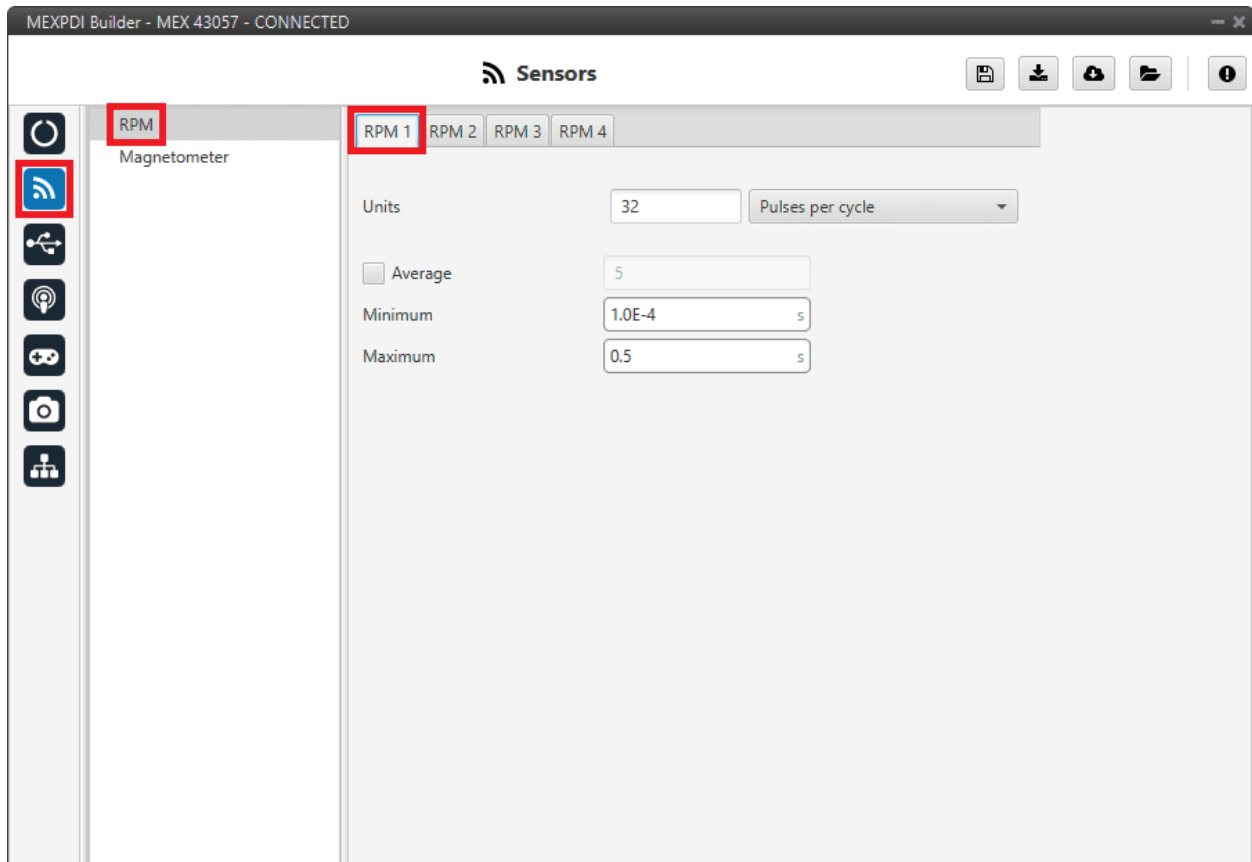 MEXPDI Builder - MEX 43057 - CONNECTED
Sensors
RPM
Magnetometer
RPM 1 RPM 2 RPM 3 RPM 4
Units 32 Pulses per cycle
Average 5
Minimum 1.0E-4 s
Maximum 0.5 s